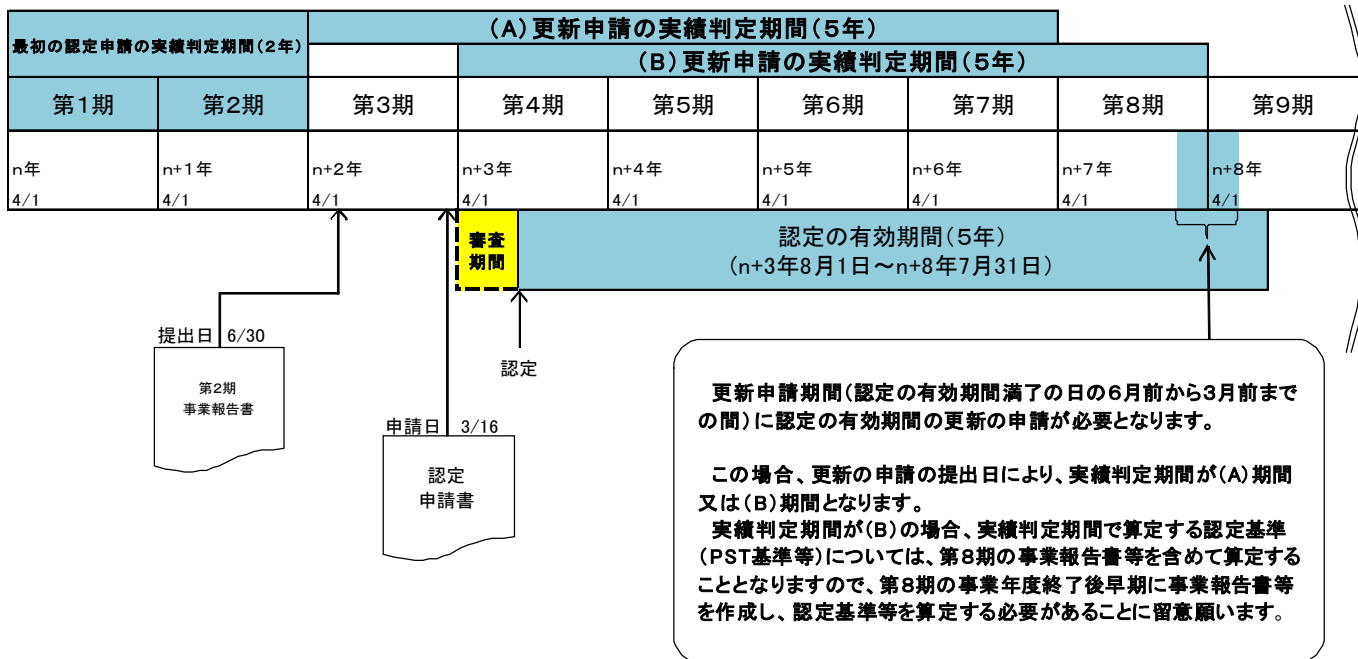 最初の認定申請の実績判定期間(2年)
(A)更新申請の実績判定期間(5年)
(B)更新申請の実績判定期間(5年)
第1期 第2期 第3期 第4期 第5期 第6期 第7期 第8期 第9期
n年 n+1年 n+2年 n+3年 n+4年 n+5年 n+6年 n+7年 n+8年
4/1 4/1 4/1 4/1 4/1 4/1 4/1 4/1 4/1
審査
期間
認定の有効期間(5年)
(n+3年8月1日～n+8年7月31日)
提出日 6/30
第2期
事業報告書
認定
申請日 3/16
認定
申請書
更新申請期間(認定の有効期間満了の日の6月前から3月前まで
の間)に認定の有効期間の更新の申請が必要となります。
この場合、更新の申請の提出日により、実績判定期間が(A)期間
又は(B)期間となります。
実績判定期間が(B)の場合、実績判定期間で算定する認定基準
(PST基準等)については、第8期の事業報告書等を含めて算定する
こととなりますので、第8期の事業年度終了後早期に事業報告書等
を作成し、認定基準等を算定する必要があることに留意願います。